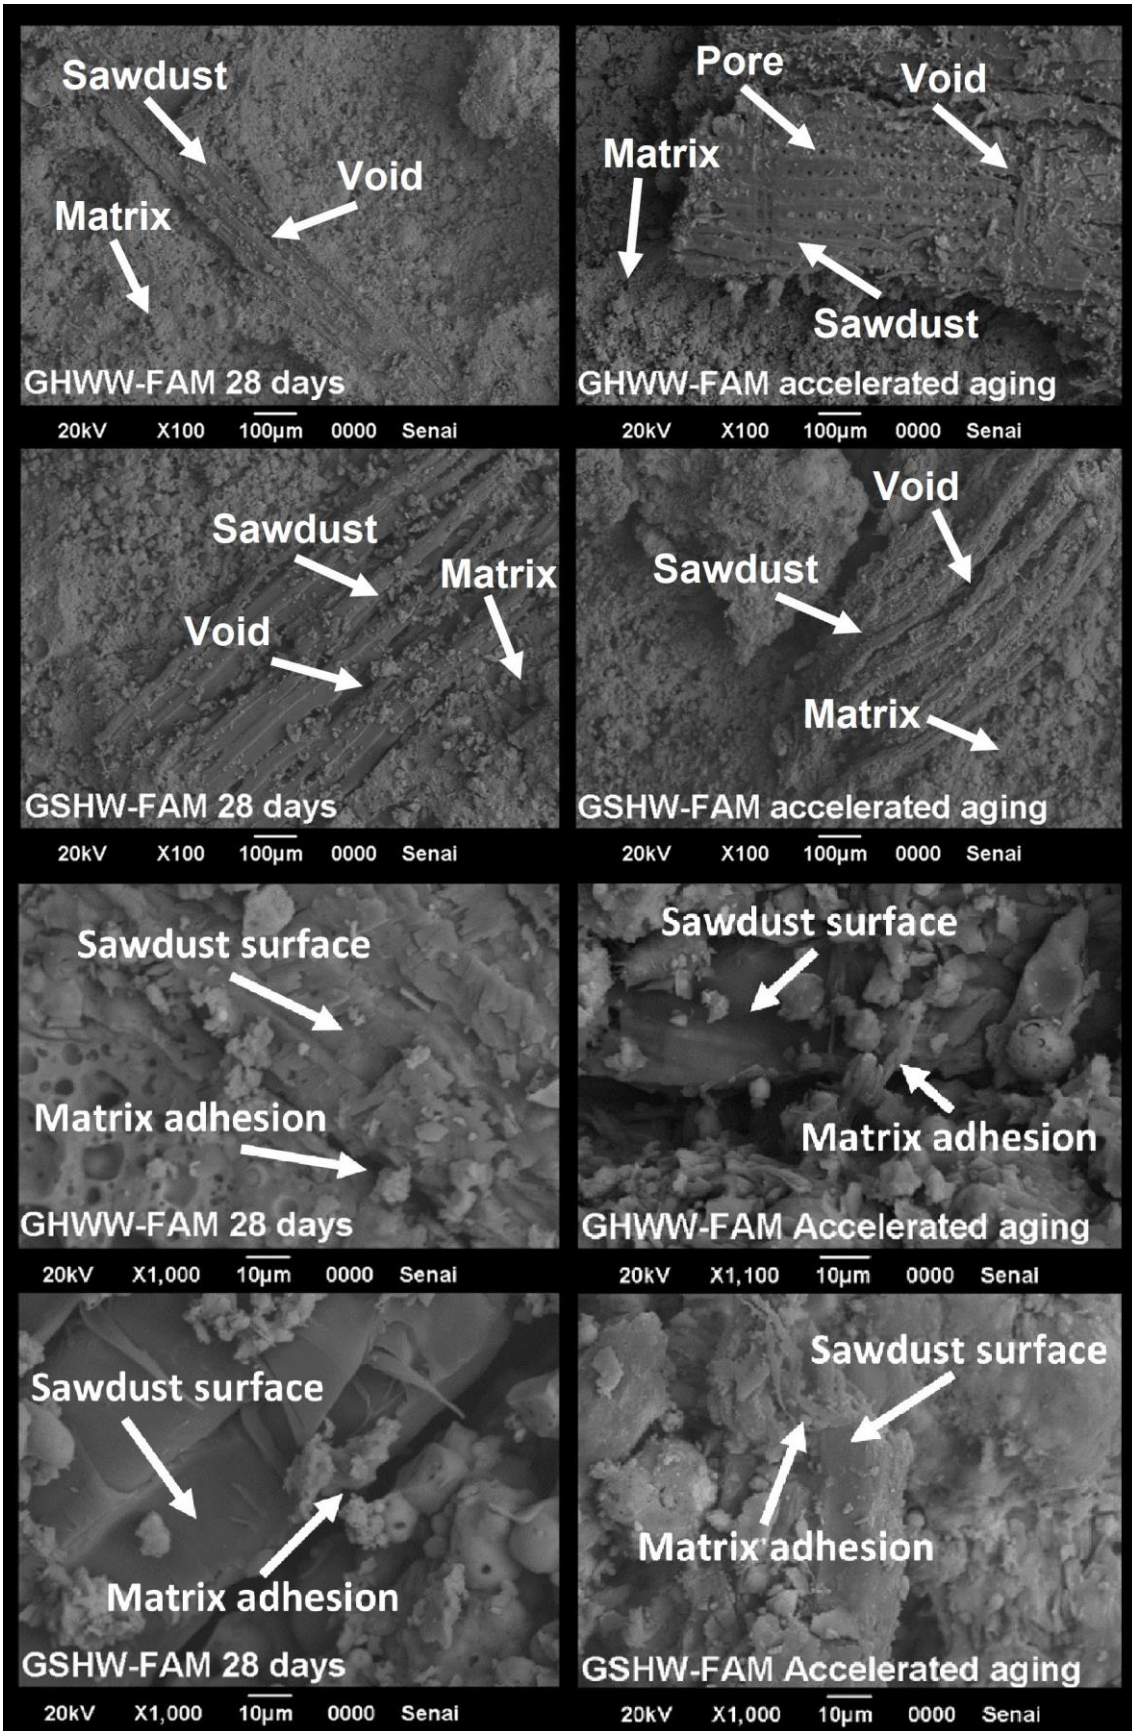 Sawdust
Void
Matrix
GHWW-FAM 28 days
20kV X100 100µm 0000 Senai
Pore
Void
Matrix
Sawdust
GHWW-FAM accelerated aging
20kV X100 100µm 0000 Senai
Sawdust
Matrix
Void
GSHW-FAM 28 days
20kV X100 100µm 0000 Senai
Void
Sawdust
Matrix
GSHW-FAM accelerated aging
20kV X100 100µm 0000 Senai
Sawdust surface
Matrix adhesion
GHWW-FAM 28 days
20kV X1,000 10µm 0000 Senai
Sawdust surface
Matrix adhesion
GHWW-FAM Accelerated aging
20kV X1,100 10µm 0000 Senai
Sawdust surface
Matrix adhesion
GSHW-FAM 28 days
20kV X1,000 10µm 0000 Senai
Sawdust surface
Matrix adhesion
GSHW-FAM Accelerated aging
20kV X1,000 10µm 0000 Senai